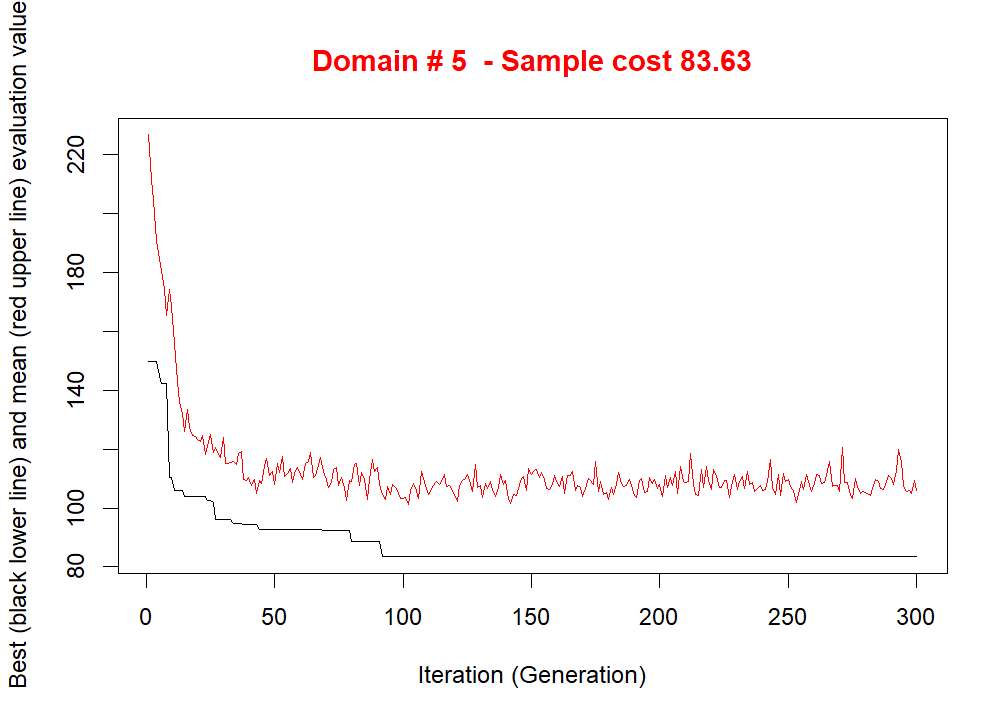 Domain # 5  - Sample cost 83.63
Best (black lower line) and mean (red upper line) evaluation value
220
180
140
100
80
0 50 100 150 200 250 300
Iteration (Generation)